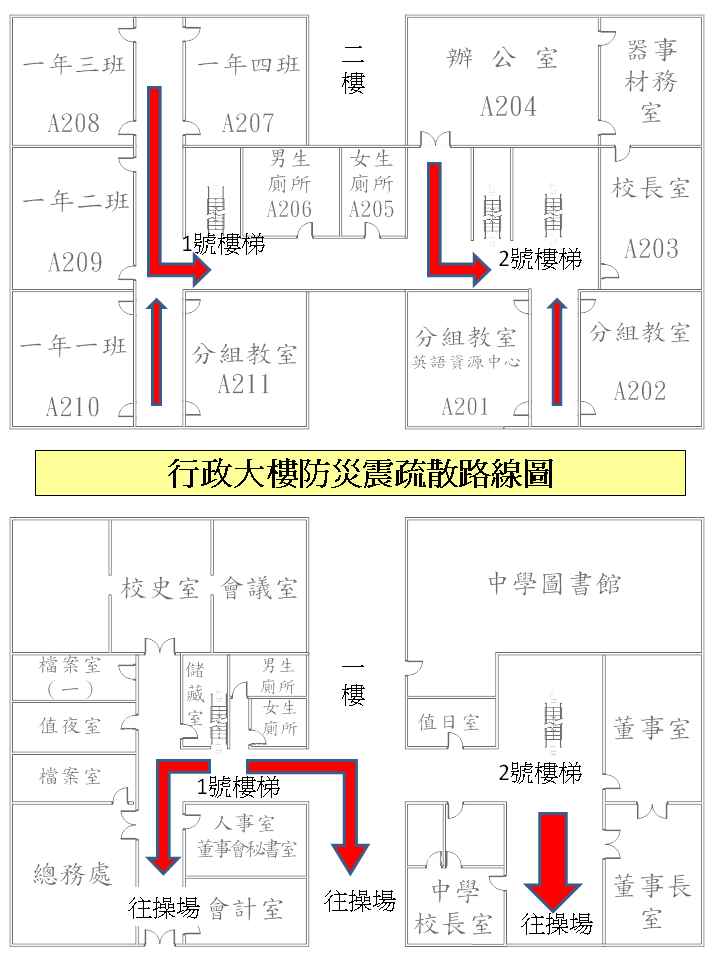 二樓
一年三班
A208
一年四班
A207
辦公室
A204
事務
器材室
一年二班
A209
男生
廁所
A206
女生
廁所
A205
校長室
A203
1號樓梯
2號樓梯
一年一班
A210
分組教室
A211
分組教室
英語資源中心
A201
分組教室
A202
行政大樓防災震疏散路線圖
一樓
校史室
會議室
中學圖書館
檔案室
(一)
儲藏室
男生
廁所
女生
廁所
值夜室
值日室
董事室
檔案室
1號樓梯
2號樓梯
總務處
人事室
董事會秘書室
會計室
中學
校長室
董事長
室
往操場
往操場
往操場